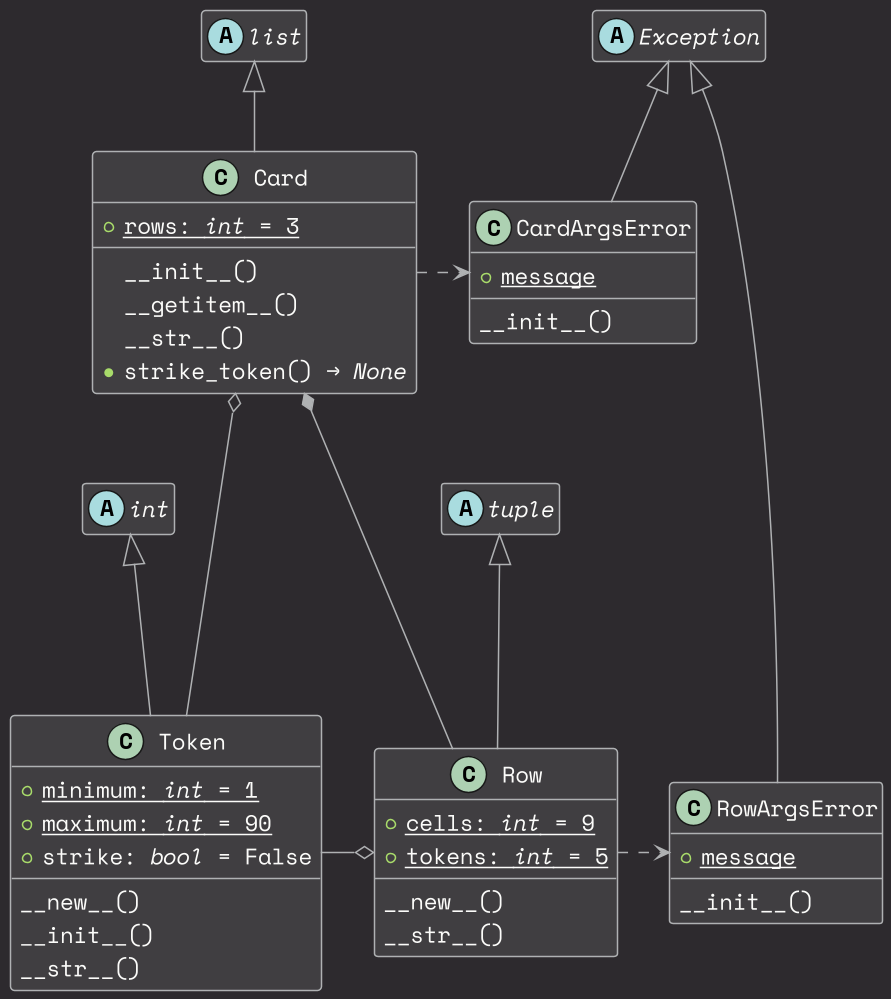 A list
A Exception
C Card
rows: int = 3
__init__()
__getitem__()
__str__()
strike_token() → None
C CardArgsError
message
__init__()
A int
A tuple
C Token
minimum: int = 1
maximum: int = 90
strike: bool = False
__new__()
__init__()
__str__()
C Row
cells: int = 9
tokens: int = 5
__new__()
__str__()
C RowArgsError
message
__init__()